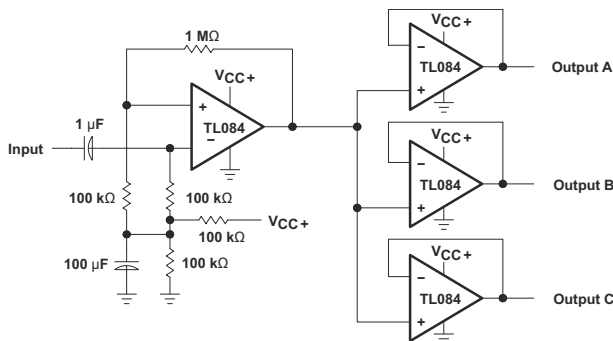 1 MΩ
VCC+
+
TL084
−
1 µF
Input
100 kΩ
100 kΩ
VCC+
100 kΩ
100 µF
100 kΩ
VCC+
−
TL084
+
Output A
VCC+
−
TL084
+
Output B
VCC+
−
TL084
+
Output C